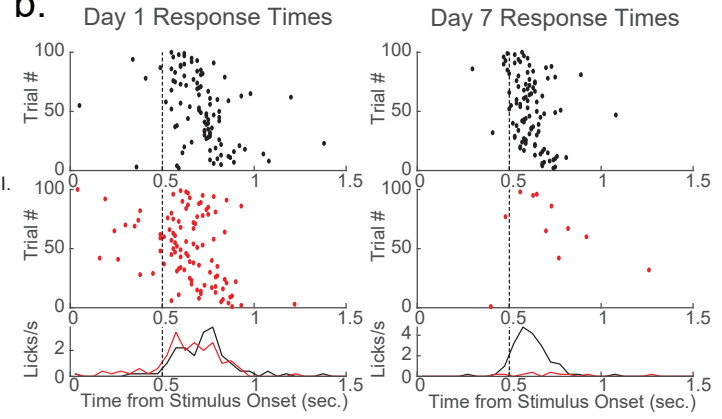 b.
Day 1 Response Times
Day 7 Response Times
Trial #
100
50
0
0 0.5 1 1.5
Trial #
100
50
0
0 0.5 1 1.5
l.
Trial #
100
50
0
0 0.5 1 1.5
Trial #
100
50
0
0 0.5 1 1.5
Licks/s
2
0
0 0.5 1 1.5
Time from Stimulus Onset (sec.)
Licks/s
4
2
0
0 0.5 1 1.5
Time from Stimulus Onset (sec.)